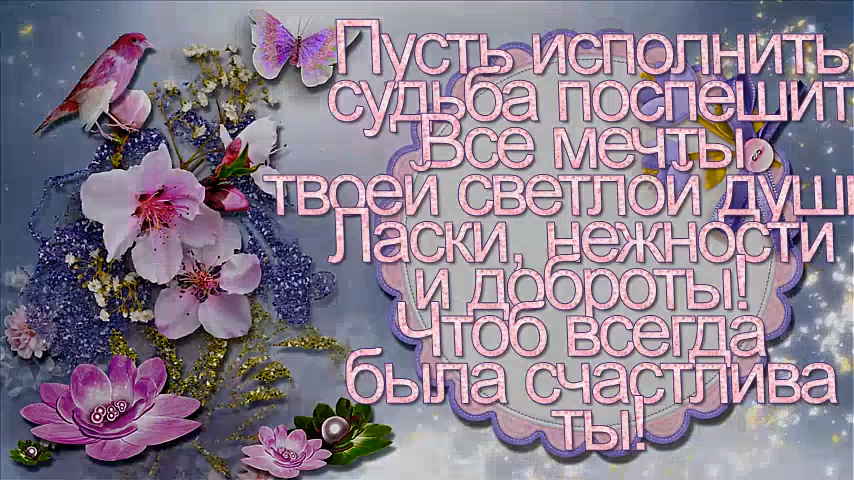 Пусть исполнить
судьба поспешит
Все мечты
твоей светлой души
Ласки, нежности
и доброты!
Чтоб всегда
была счастлива
ты!